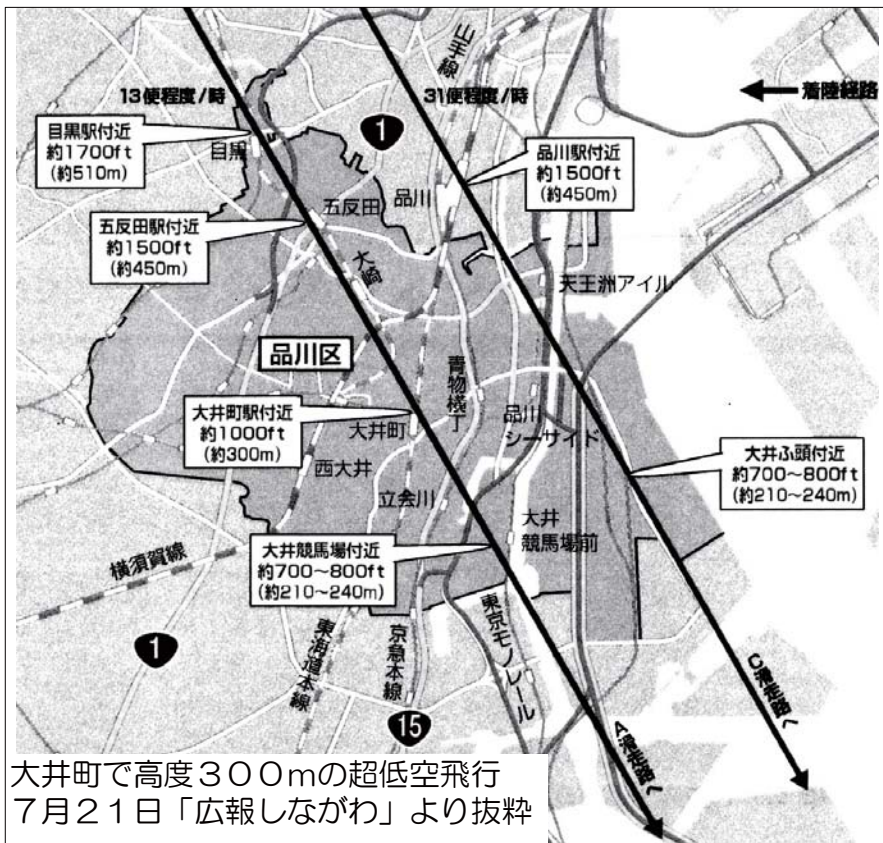 山手線
13便程度/時
31便程度/時
着陸経路
1
目黒駅付近
約1700ft
(約510m)
目黒
品川駅付近
約1500ft
(約450m)
五反田
品川
五反田駅付近
約1500ft
(約450m)
大崎
天王洲アイル
品川区
青物横丁
大井町駅付近
約1000ft
(約300m)
大井町
品川
シーサイド
西大井
大井ふ頭付近
約700~800ft
(約210~240m)
立会川
大井
競馬場前
大井競馬場付近
約700~800ft
(約210~240m)
横須賀線
東海道本線
京急本線
東京モノレール
1
15
C滑走路へ
A滑走路へ
大井町で高度300mの超低空飛行
7月21日「広報しながわ」より抜粋